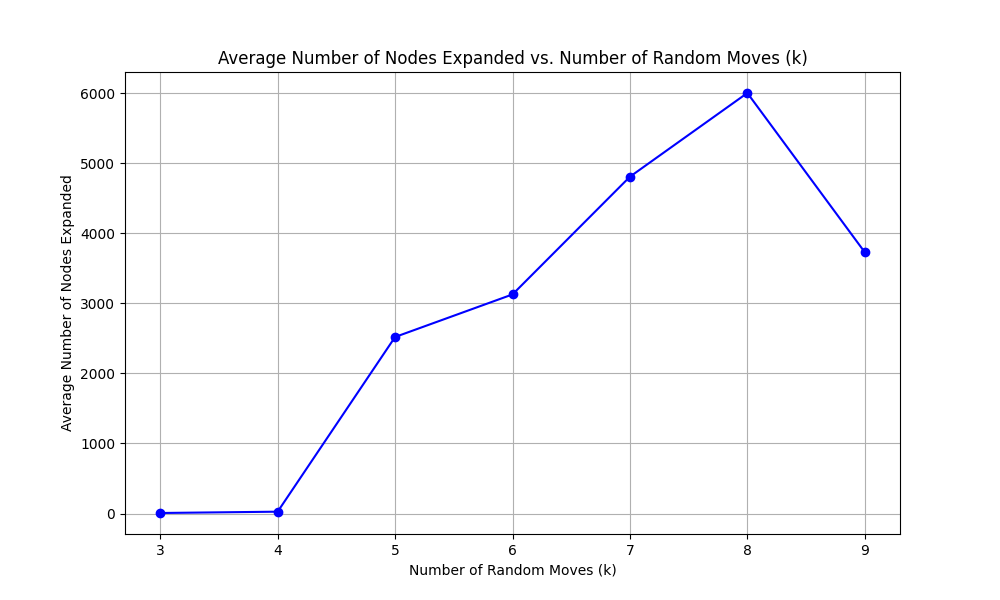 Average Number of Nodes Expanded vs. Number of Random Moves (k)
6000
5000
4000
3000
2000
1000
0
Average Number of Nodes Expanded
3 4 5 6 7 8 9
Number of Random Moves (k)